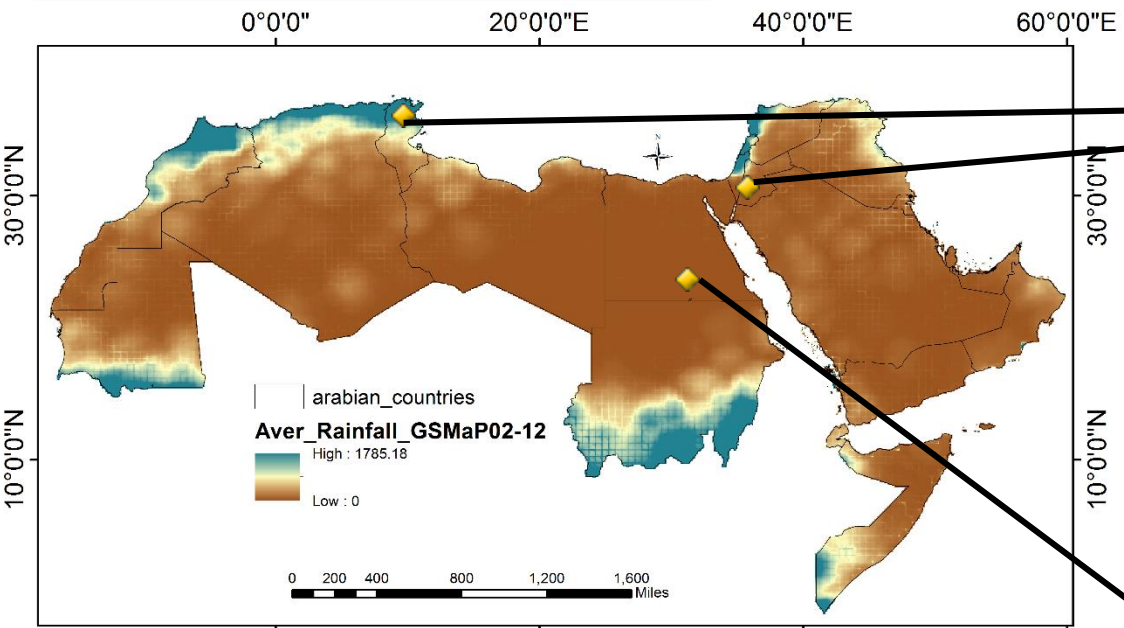 0°0'0" 20°0'0"E 40°0'0"E 60°0'0"E
30°0'0"N
30°0'0"N
N
10°0'0"N
10°0'0"N
arabian_countries
Aver_Rainfall_GSMaP02-12
High : 1785.18
Low : 0
0 200 400 800 1,200 1,600
Miles